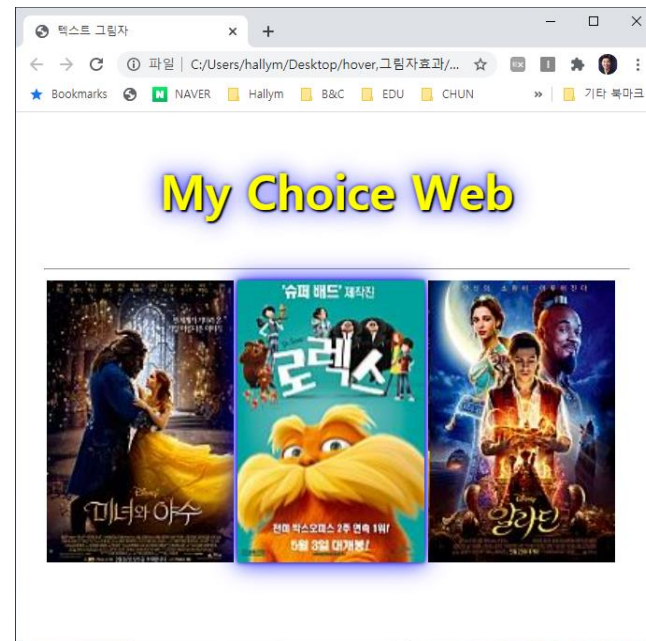 텍스트 그림자
파일 | C:/Users/hallym/Desktop/hover,그림자효과/...
Bookmarks NAVER Hallym B&C EDU CHUN » 기타 북마크
My Choice Web
'슈퍼 배드' 제작진
로렉스
전미 박스오피스 2주 연속 1위!
5월 3일 대개봉!
Disney
미녀와 야수
Disney
알라딘